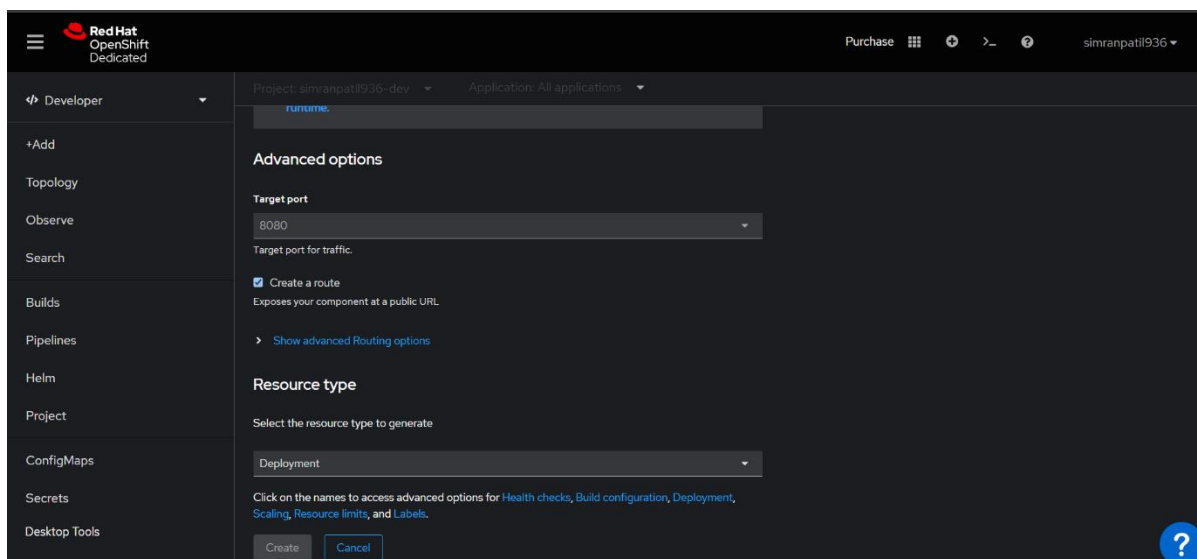 Red Hat
OpenShift
Dedicated
Purchase
simranpatil936
Developer
Project: simranpatil936-dev
Application: All applications
runtime.
+Add
Topology
Observe
Search
Builds
Pipelines
Helm
Project
ConfigMaps
Secrets
Desktop Tools
Advanced options
Target port
8080
Target port for traffic.
Create a route
Exposes your component at a public URL
Show advanced Routing options
Resource type
Select the resource type to generate
Deployment
Click on the names to access advanced options for Health checks, Build configuration, Deployment,
Scaling, Resource limits, and Labels.
Create Cancel
?